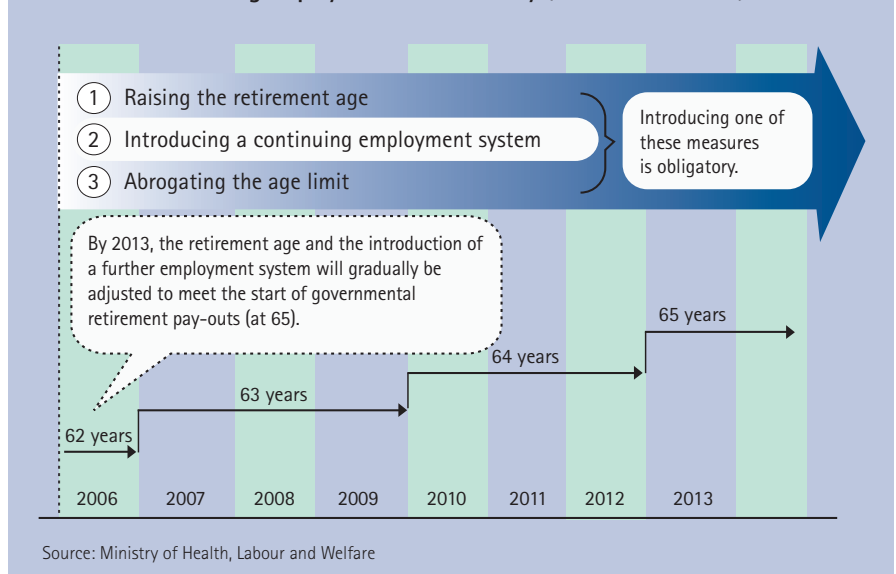 1 Raising the retirement age
2 Introducing a continuing employment system
3 Abrogating the age limit
Introducing one of
these measures
is obligatory.
By 2013, the retirement age and the introduction of
a further employment system will gradually be
adjusted to meet the start of governmental
retirement pay-outs (at 65).
65 years
64 years
63 years
62 years
2006 2007 2008 2009 2010 2011 2012 2013
Source: Ministry of Health, Labour and Welfare